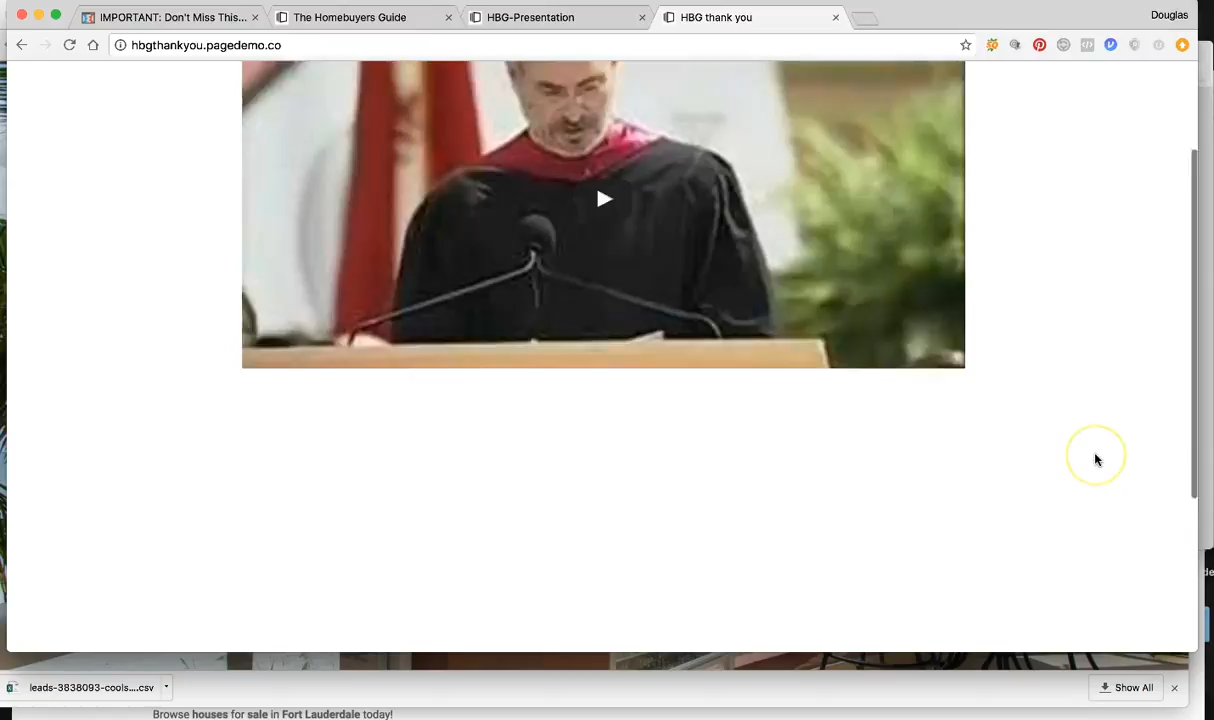 IMPORTANT: Don't Miss This...
The Homebuyers Guide
HBG-Presentation
HBG thank you
Douglas
hbgthankyou.pagedemo.co
leads-3838093-cools....csv
Show All
Browse houses for sale in Fort Lauderdale today!